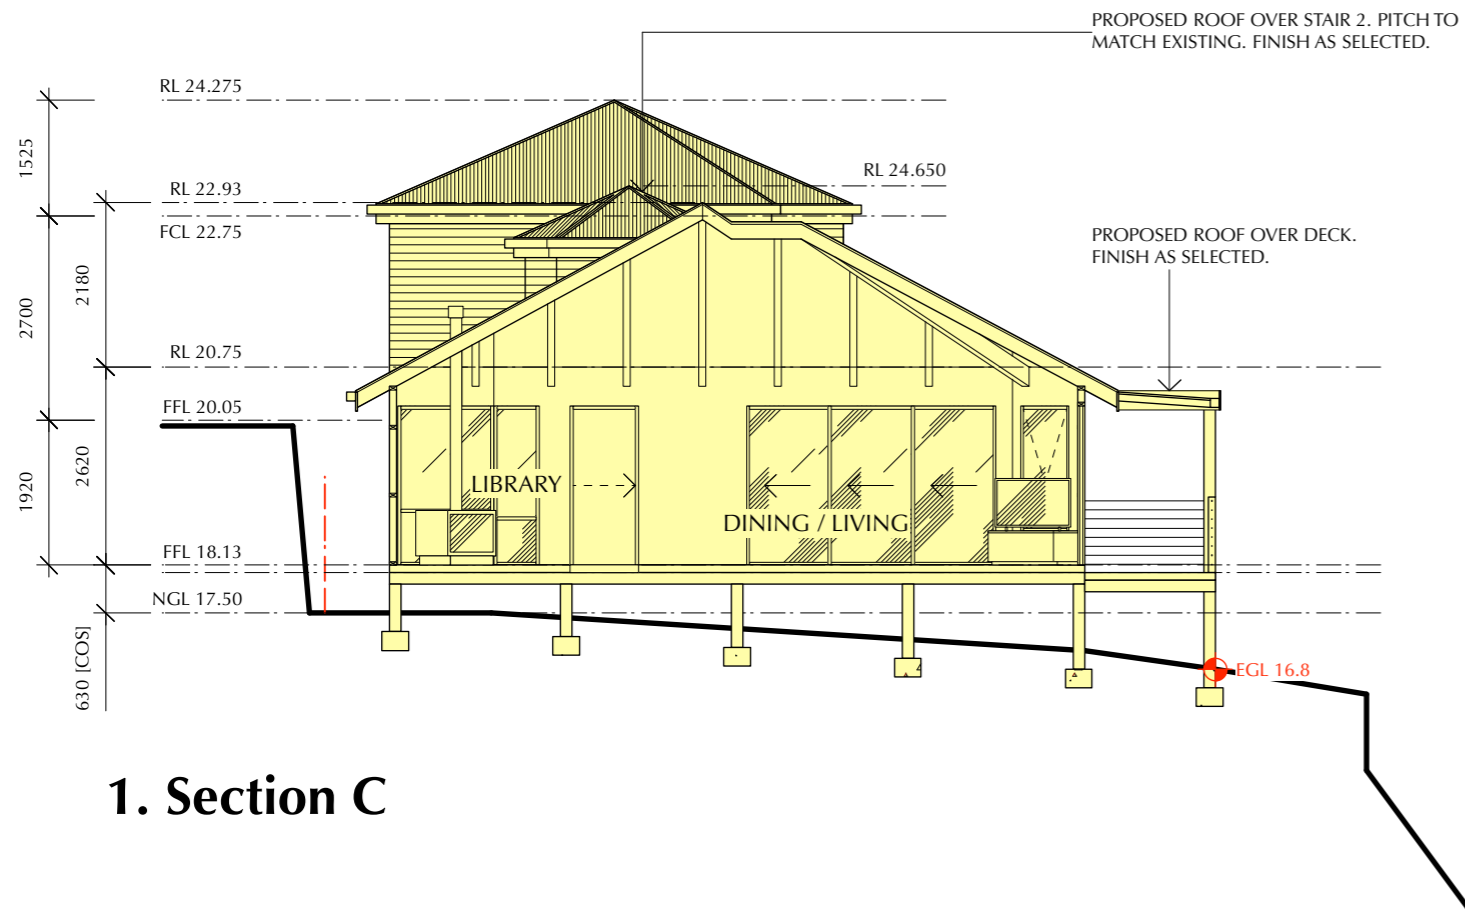 PROPOSED ROOF OVER STAIR 2. PITCH TO
MATCH EXISTING. FINISH AS SELECTED.
RL 24.275
1525
RL 24.650
RL 22.93
FCL 22.75
PROPOSED ROOF OVER DECK.
FINISH AS SELECTED.
2180
2700
RL 20.75
FFL 20.05
2620
1920
LIBRARY
DINING / LIVING
FFL 18.13
NGL 17.50
630 [COS]
EGL 16.8
1. Section C